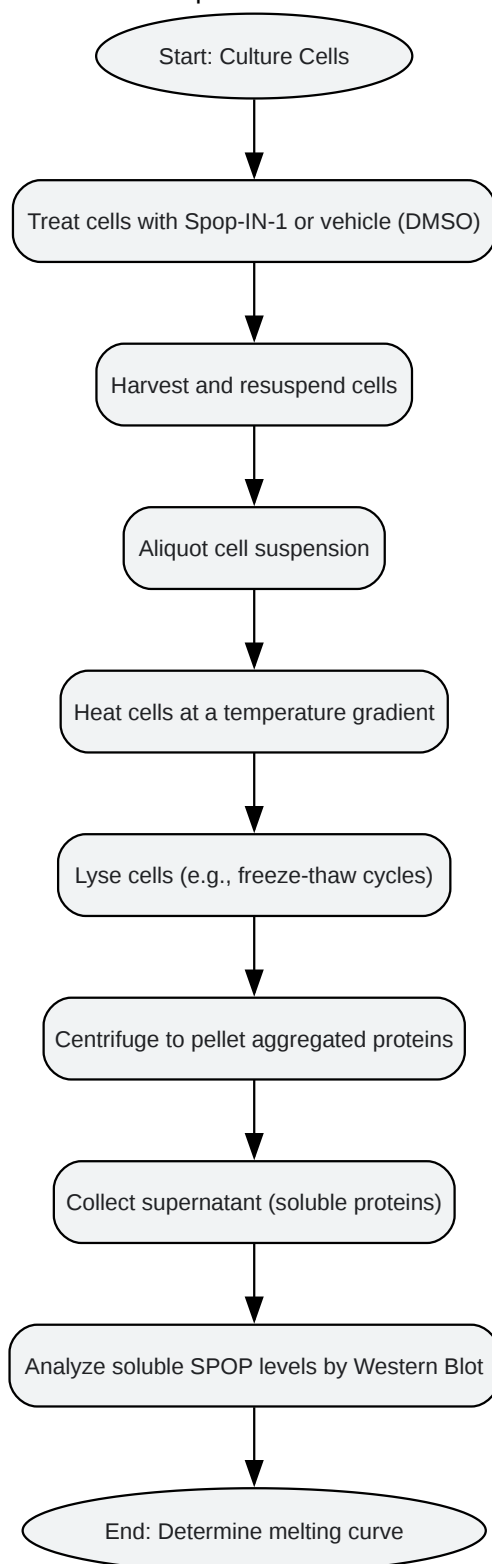 Start: Culture Cells
Treat cells with Spop-IN-1 or vehicle (DMSO)
Harvest and resuspend cells
Aliquot cell suspension
Heat cells at a temperature gradient
Lyse cells (e.g., freeze-thaw cycles)
Centrifuge to pellet aggregated proteins
Collect supernatant (soluble proteins)
Analyze soluble SPOP levels by Western Blot
End: Determine melting curve